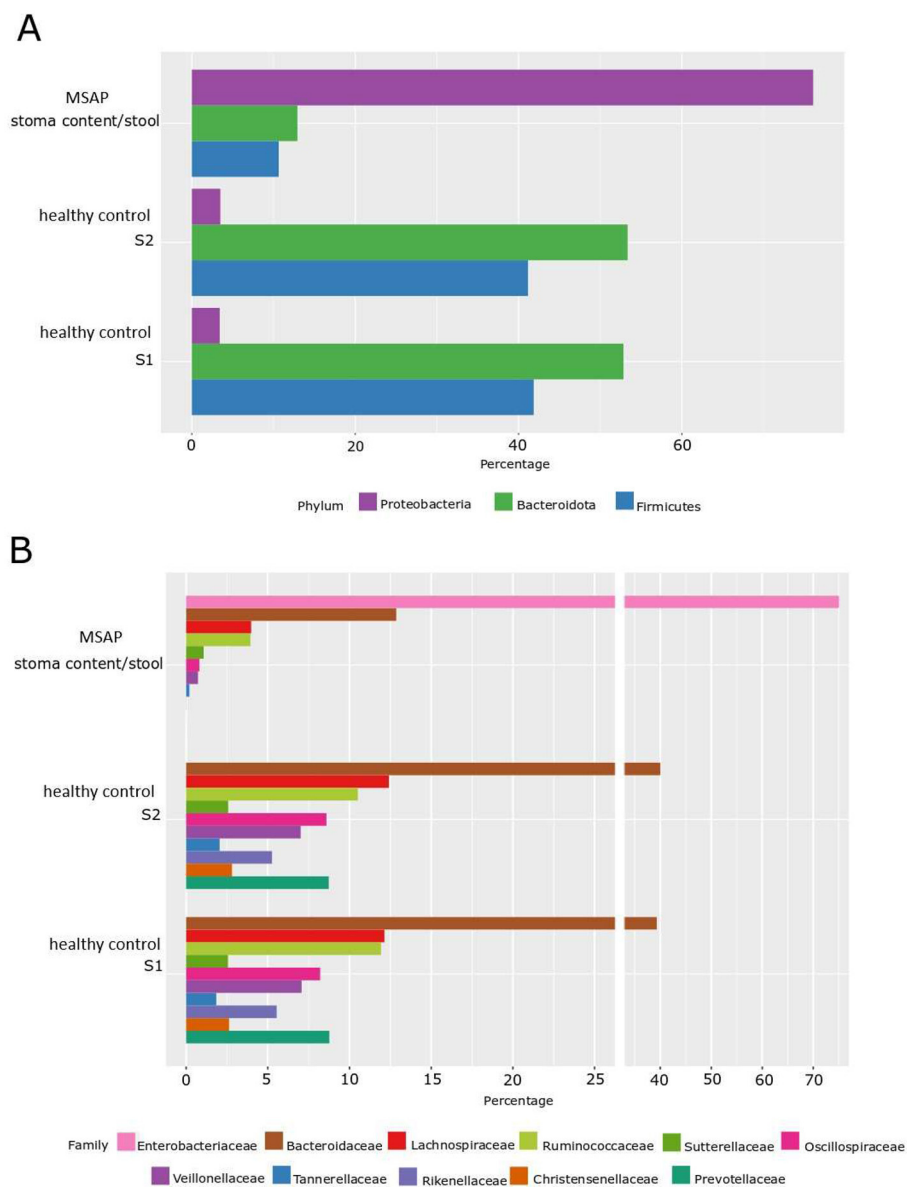 A
MSAP
stoma content/stool
healthy control
S2
healthy control
S1
0 20 40 60
Percentage
Phylum Proteobacteria Bacteroidota Firmicutes
B
MSAP
stoma content/stool
healthy control
S2
healthy control
S1
0 5 10 15 20 25 40 50 60 70
Percentage
Family Enterobacteriaceae Bacteroidaceae Lachnospiraceae Ruminococcaceae Sutterellaceae Oscillospiraceae
Veillonellaceae Tannerellaceae Rikenellaceae Christensenellaceae Prevotellaceae